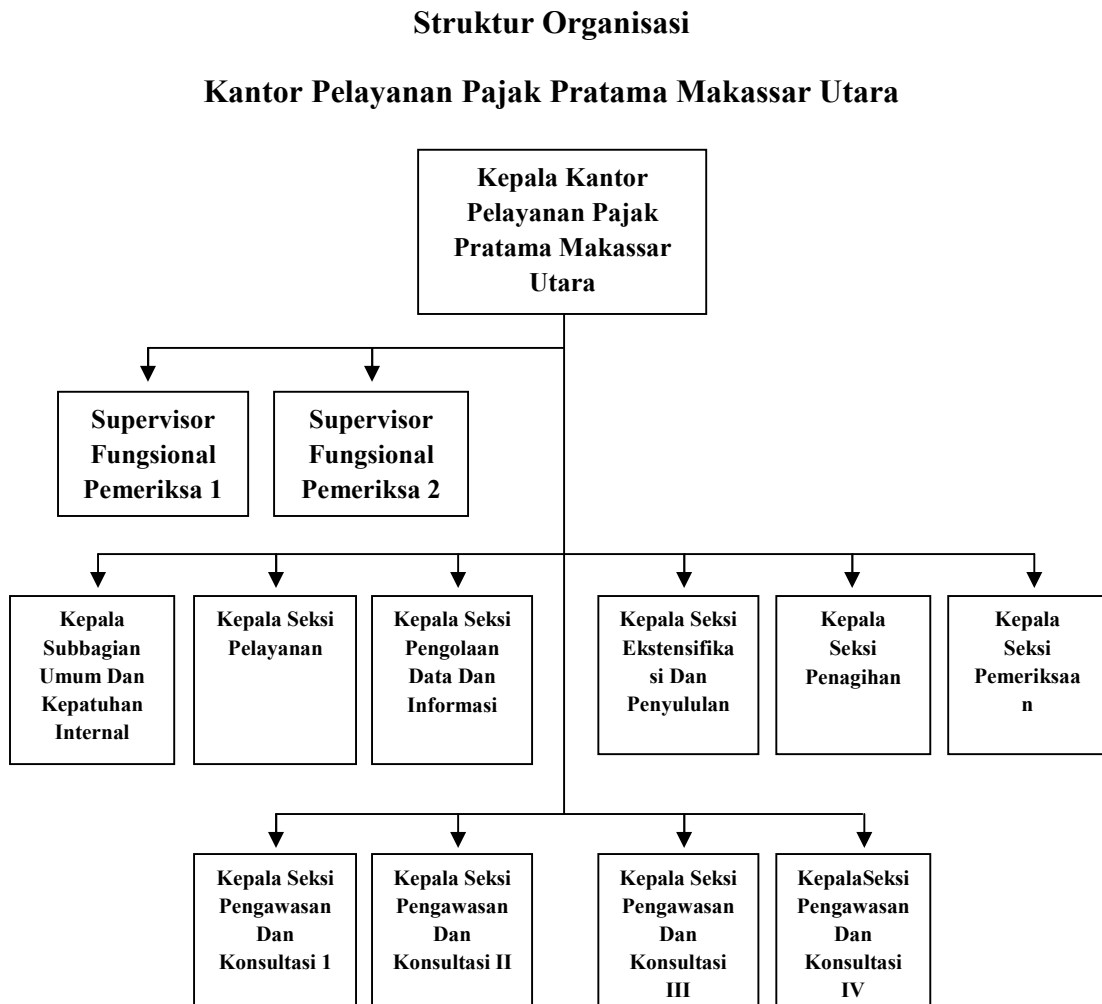 Struktur Organisasi
Kantor Pelayanan Pajak Pratama Makassar Utara
Kepala Kantor
Pelayanan Pajak
Pratama Makassar
Utara
Supervisor
Fungsional
Pemeriksa 1
Supervisor
Fungsional
Pemeriksa 2
Kepala
Subbagian
Umum Dan
Kepatuhan
Internal
Kepala Seksi
Pelayanan
Kepala Seksi
Pengolaan
Data Dan
Informasi
Kepala Seksi
Ekstensifika
si Dan
Penyululan
Kepala
Seksi
Penagihan
Kepala
Seksi
Pemeriksaa
n
Kepala Seksi
Pengawasan
Dan
Konsultasi 1
Kepala Seksi
Pengawasan
Dan
Konsultasi II
Kepala Seksi
Pengawasan
Dan
Konsultasi
III
KepalaSeksi
Pengawasan
Dan
Konsultasi
IV